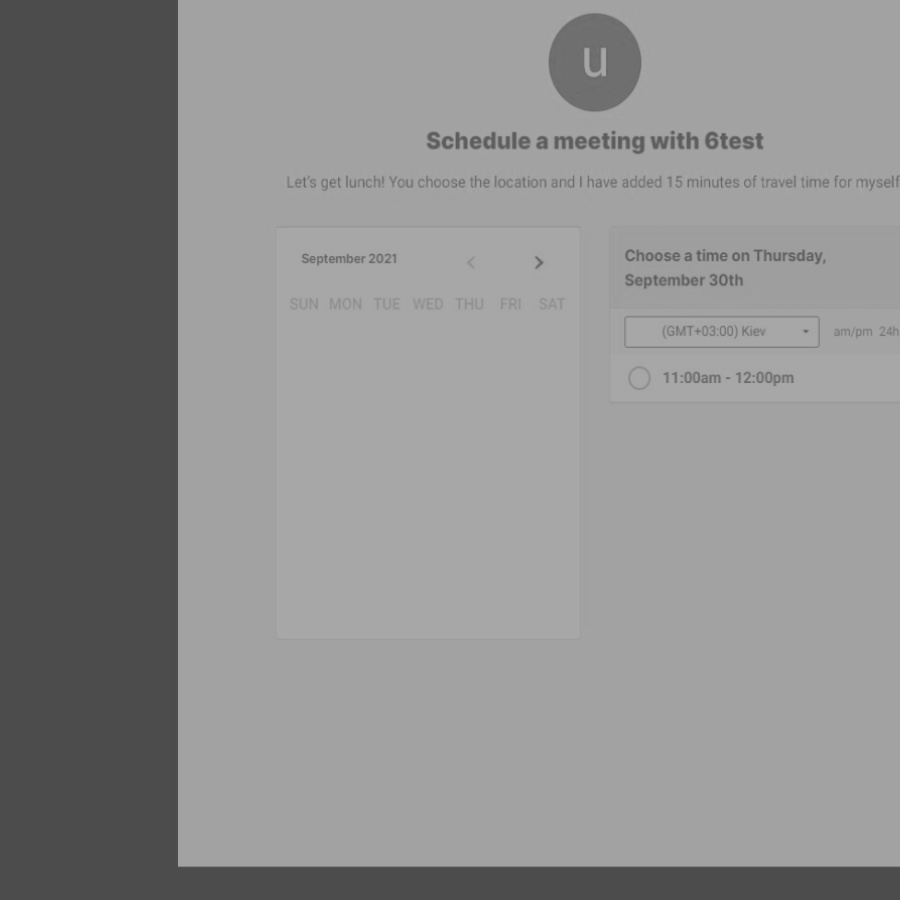 u
Schedule a meeting with 6test
Let's get lunch! You choose the location and I have added 15 minutes of travel time for myself
September 2021
SUN MON TUE WED THU FRI SAT
Choose a time on Thursday,
September 30th
(GMT+03:00) Kiev am/pm 24h
11:00am - 12:00pm